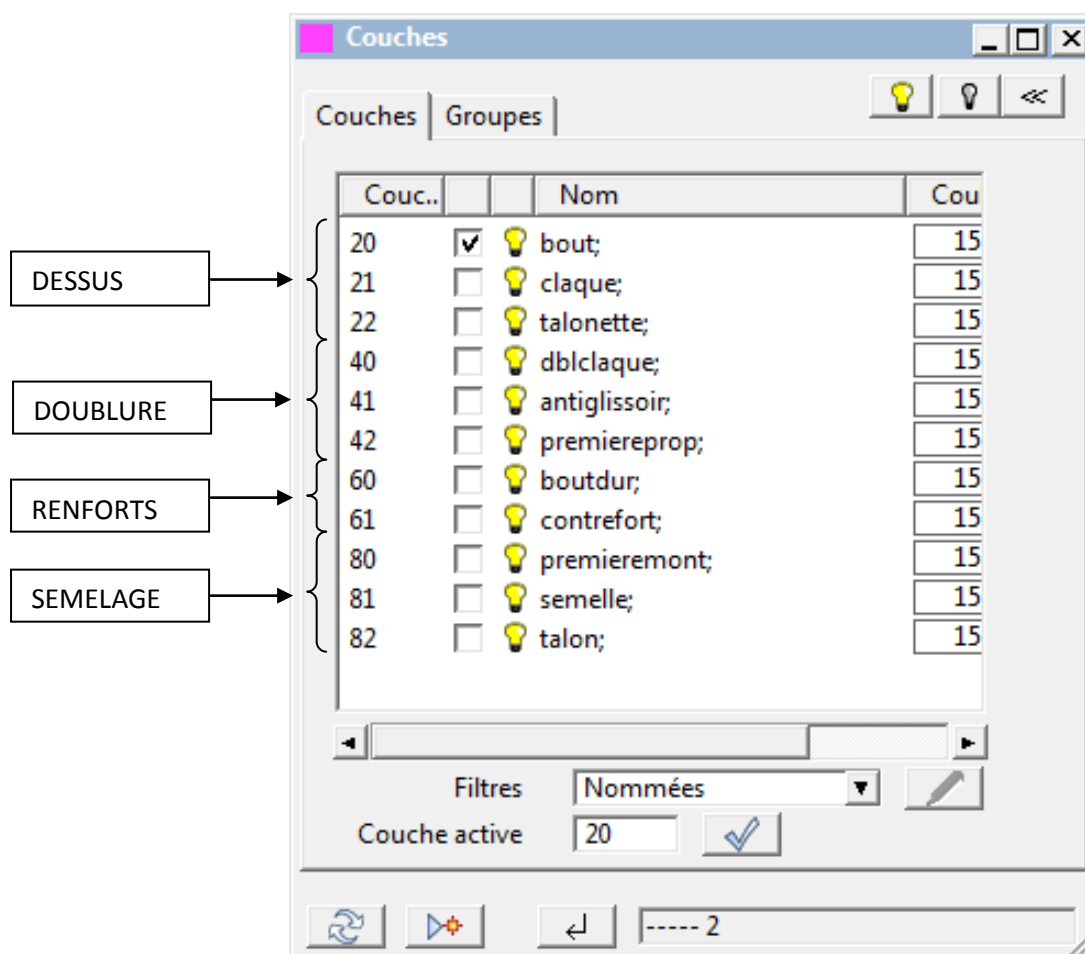 Couches
Couches Groupes
Couc.. Nom Cou
20 bout; 15
DESSUS
21 claque; 15
22 talonette; 15
40 dblclaque; 15
DOUBLURE
41 antiglissoir; 15
42 premiereprop; 15
60 boutdur; 15
RENFORTS
61 contrefort; 15
80 premieremont; 15
SEMELAGE
81 semelle; 15
82 talon; 15
Filtres Nommées
Couche active 20
----- 2